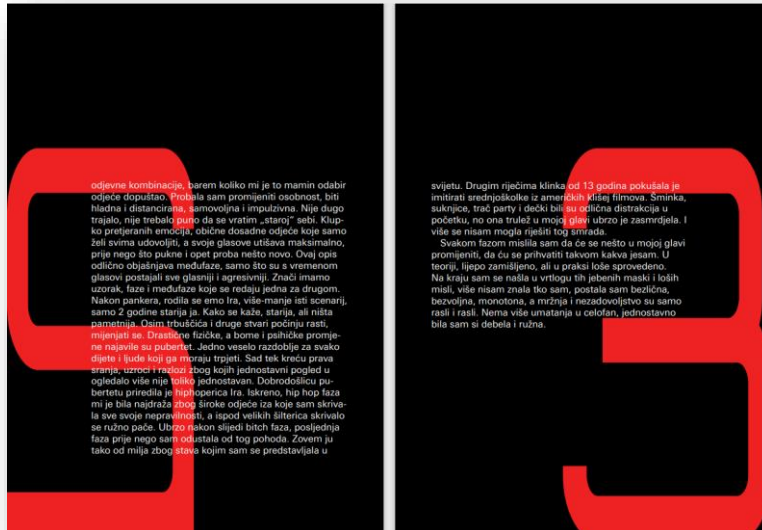 odjevne kombinacije, barem koliko mi je to mamin odabir
odjeće dopuštao. Probala sam promijeniti osobnost, biti
hladna i distancirana, samovoljna i impulzivna. Nije dugo
trajalo, nije trebalo puno da se vratim „staroj" sebi. Klup-
ko pretjeranih emocija, obične dosadne odjeće koje samo
želi svima udovoljiti, a svoje glasove utišava maksimalno,
prije nego što pukne i opet proba nešto novo. Ovaj opis
odlično objašnjava međufaze, samo što su s vremenom
glasovi postajali sve glasniji i agresivniji. Znači imamo
uzorak, faze i međufaze koje se redaju jedna za drugom.
Nakon pankera, rodila se emo Ira, više-manje isti scenarij,
samo 2 godine starija ja. Kako se kaže, starija, ali ništa
pametnija. Osim trbuščića i druge stvari počinju rasti,
mijenjati se. Drastične fizičke, a bome i psihičke promje-
ne najavile su pubertet. Jedno veselo razdoblje za svako
dijete i ljude koji ga moraju trpjeti. Sad tek kreću prava
sranja, uzroci i razlozi zbog kojih jednostavni pogled u
ogledalo više nije toliko jednostavan. Dobrodošlicu pu-
bertetu priredila je hiphoperica Ira. Iskreno, hip hop faza
mi je bila najdraža zbog široke odjeće iza koje sam skriva-
la sve svoje nepravilnosti, a ispod velikih šilterica skrivalo
se ružno pače. Ubrzo nakon slijedi bitch faza, posljednja
faza prije nego sam odustala od tog pohoda. Zovem ju
tako od milja zbog stava kojim sam se predstavljala u
svijetu. Drugim riječima klinka od 13 godina pokušala je
imitirati srednjoškolke iz američkih klišej filmova. Šminka,
suknjice, trač party i dečki bili su odlična distrakcija u
početku, no ona trulež u mojoj glavi ubrzo je zasmrdjela. I
više se nisam mogla riješiti tog smrada.
Svakom fazom mislila sam da će se nešto u mojoj glavi
promijeniti, da ću se prihvatiti takvom kakva jesam. U
teoriji, lijepo zamišljeno, ali u praksi loše sprovedeno.
Na kraju sam se našla u vrtlogu tih jebenih maski i loših
misli, više nisam znala tko sam, postala sam bezlična,
bezvoljna, monotona, a mržnja i nezadovoljstvo su samo
rasli i rasli. Nema više umatanja u celofan, jednostavno
bila sam si debela i ružna.